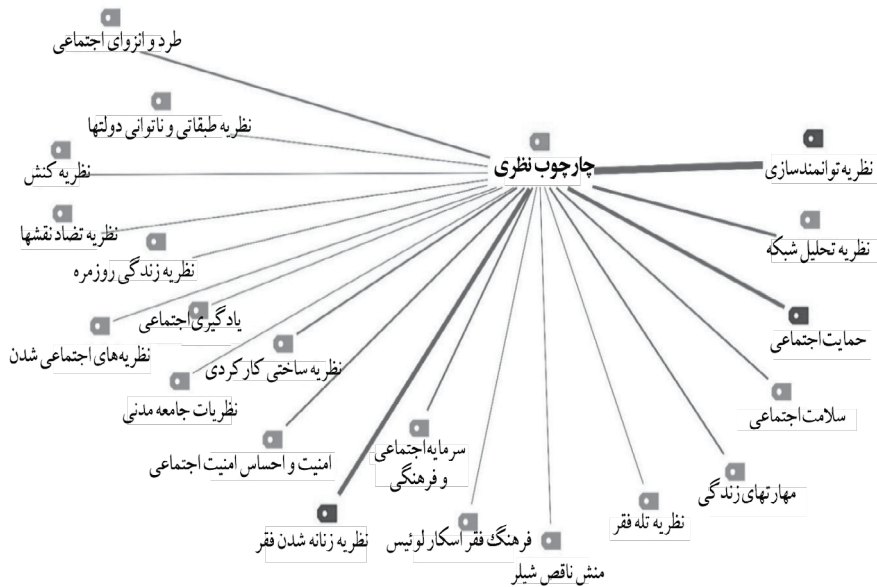 طرد و انزوای اجتماعی
نظریه طبقاتی و ناتوانی دولتها
چارچوب نظری
نظریه توانمندسازی
نظریه کنش
نظریه تضاد نقشها
نظریه تحلیل شبکه
نظریه زندگی روزمره
یادگیری اجتماعی
حمایت اجتماعی
نظریه‌های اجتماعی شدن
نظریه ساختی کارکردی
نظریات جامعه مدنی
سلامت اجتماعی
سرمایه اجتماعی
و فرهنگی
امنیت و احساس امنیت اجتماعی
مهارتهای زندگی
نظریه تله فقر
نظریه زنانه شدن فقر
فرهنگ فقر اسکار لوئیس
منش ناقص شیلر